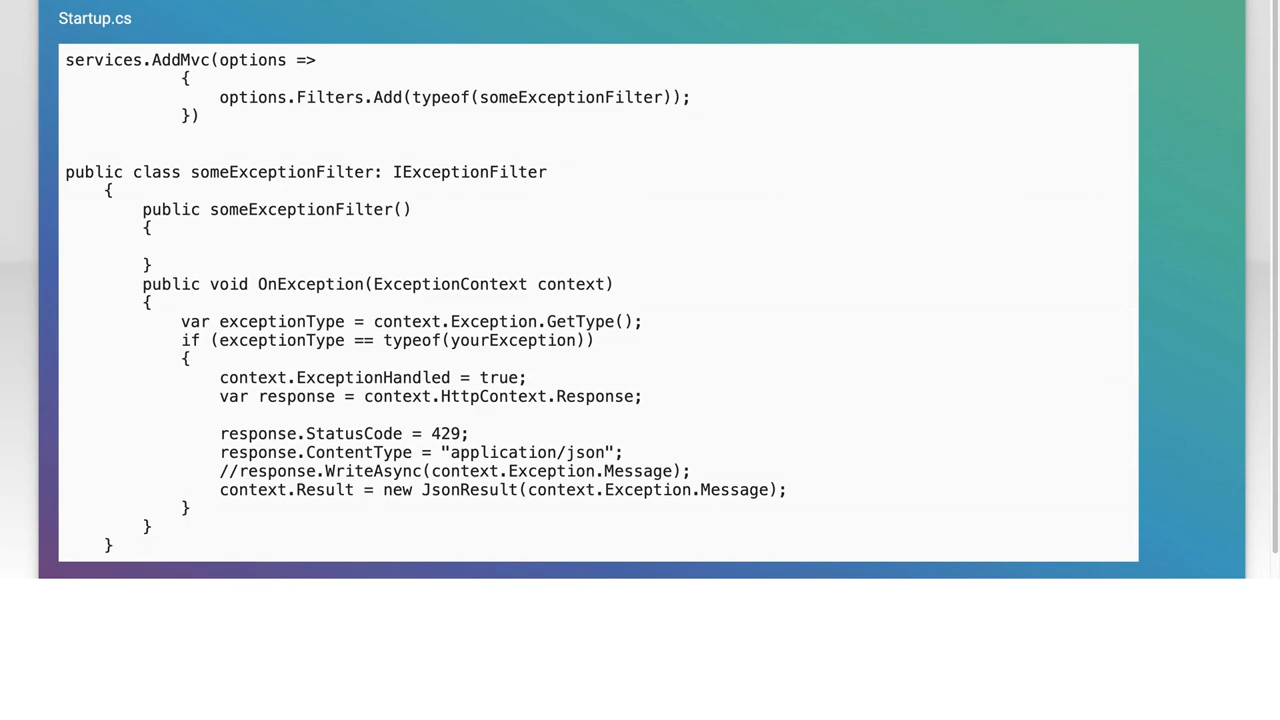 Startup.cs
services.AddMvc(options =>
            {
                options.Filters.Add(typeof(someExceptionFilter));
            })
public class someExceptionFilter: IExceptionFilter
    {
        public someExceptionFilter()
        {
        }
        public void OnException(ExceptionContext context)
        {
            var exceptionType = context.Exception.GetType();
            if (exceptionType == typeof(yourException))
            {
                context.ExceptionHandled = true;
                var response = context.HttpContext.Response;
                response.StatusCode = 429;
                response.ContentType = "application/json";
                //response.WriteAsync(context.Exception.Message);
                context.Result = new JsonResult(context.Exception.Message);
            }
        }
    }